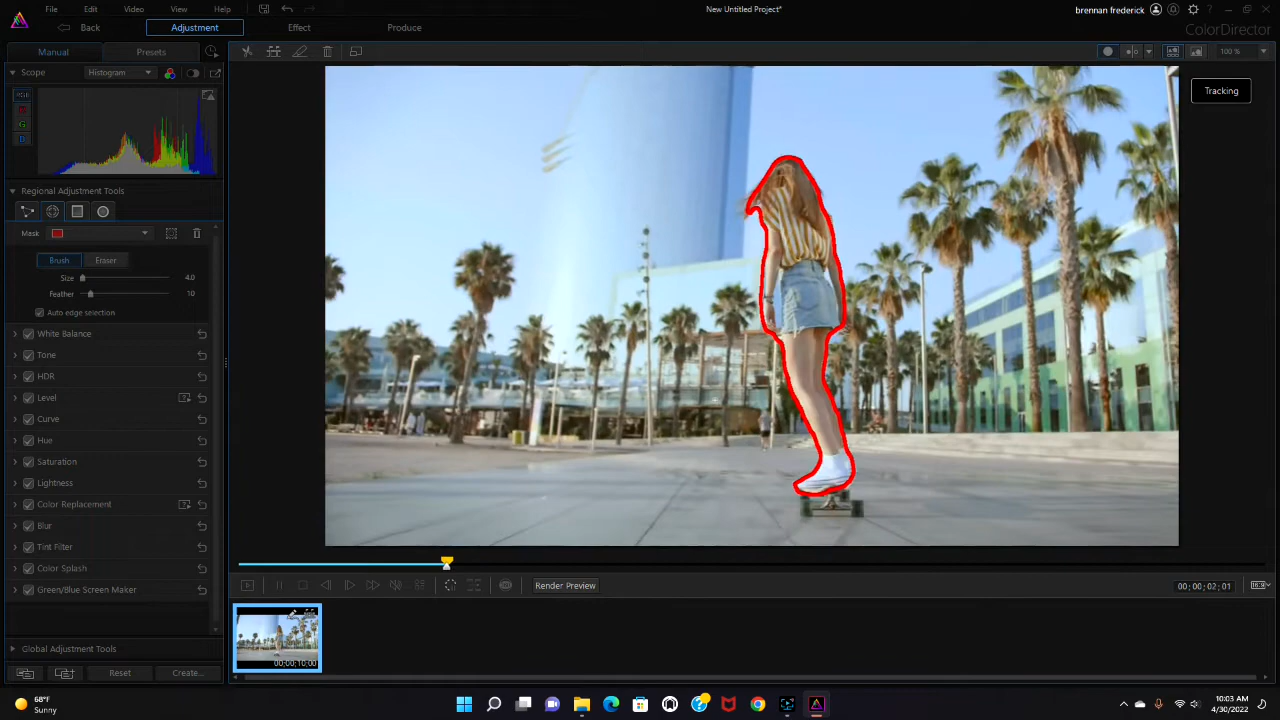 File Edit Video View Help New Untitled Project* brennan frederick
Back Adjustment Effect Produce ColorDirector
Manual Presets 100 %
Scope Histogram
RGB
R
G
B
Tracking
Regional Adjustment Tools
Mask
Brush Eraser
Size 4.0
Feather 10
Auto edge selection
White Balance
Tone
HDR
Level
Curve
Hue
Saturation
Lightness
Color Replacement
Blur
Tint Filter
Color Splash
Green/Blue Screen Maker
Render Preview 00;00;02;01 16:9
00;00;10;00
Global Adjustment Tools
Reset Create...
68°F
Sunny
10:03 AM
4/30/2022